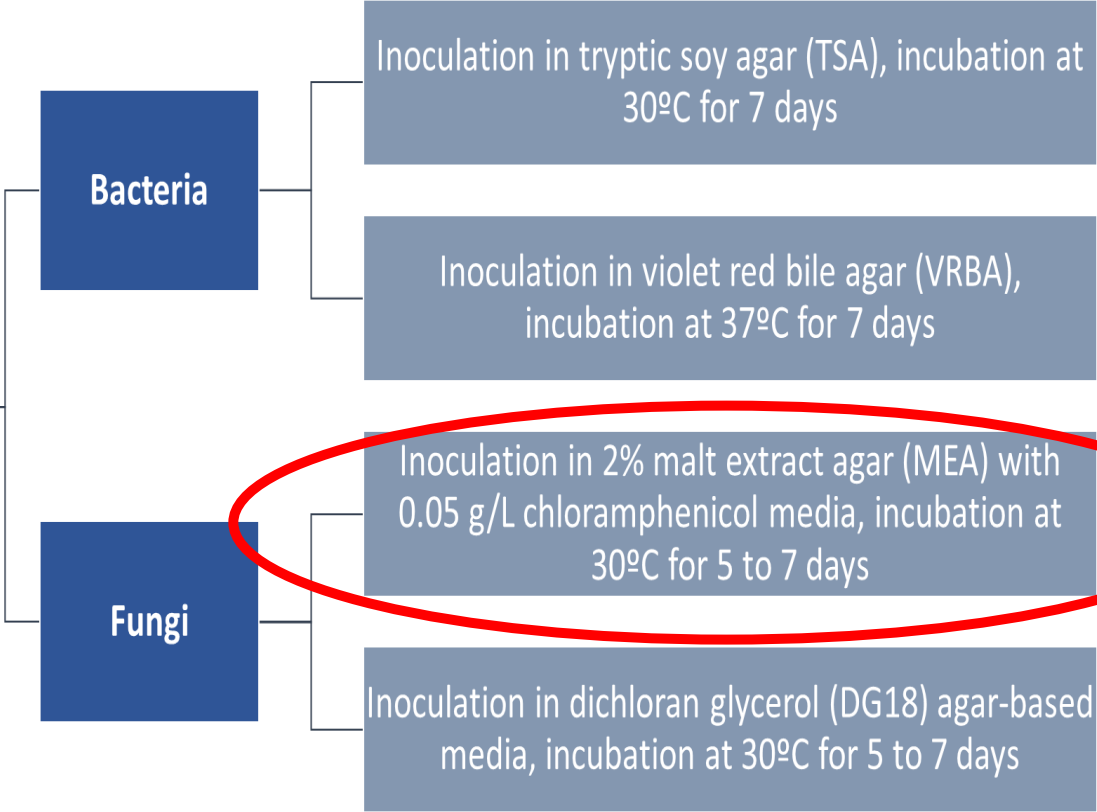 Bacteria
Inoculation in tryptic soy agar (TSA), incubation at
30ºC for 7 days
Inoculation in violet red bile agar (VRBA),
incubation at 37ºC for 7 days
Fungi
Inoculation in 2% malt extract agar (MEA) with
0.05 g/L chloramphenicol media, incubation at
30ºC for 5 to 7 days
Inoculation in dichloran glycerol (DG18) agar-based
media, incubation at 30ºC for 5 to 7 days